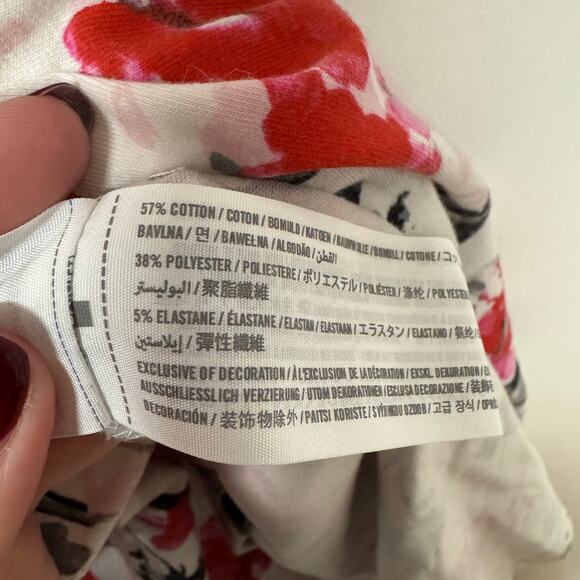 57% COTTON / COTON / BOMULD / KATOEN / BAUMWOLLE / BOMULL / COTONE / コッ
BAVLNA / 면 / BAWEŁNA / ALGODÃO / القطن
38% POLYESTER / POLIESTERE / ポリエステル / POLIÉSTER / 涤纶 / POLYESTER
البوليستر / 聚脂纖維
5% ELASTANE / ÉLASTANE / ELASTAN / ELASTAAN / エラスタン / ELASTANO / 氨纶
إيلاستين / 彈性纖維
EXCLUSIVE OF DECORATION / À L'EXCLUSION DE LA DÉCORATION / EKSKL. DEKORATION / E
AUSSCHLIESSLICH VERZIERUNG / UTOM DEKORATIONEN / ESCLUSA DECORAZIONE / 装飾
DECORACIÓN / 装饰物除外 / PAITSI KORISTE / OZDOB / 고급 장식 /